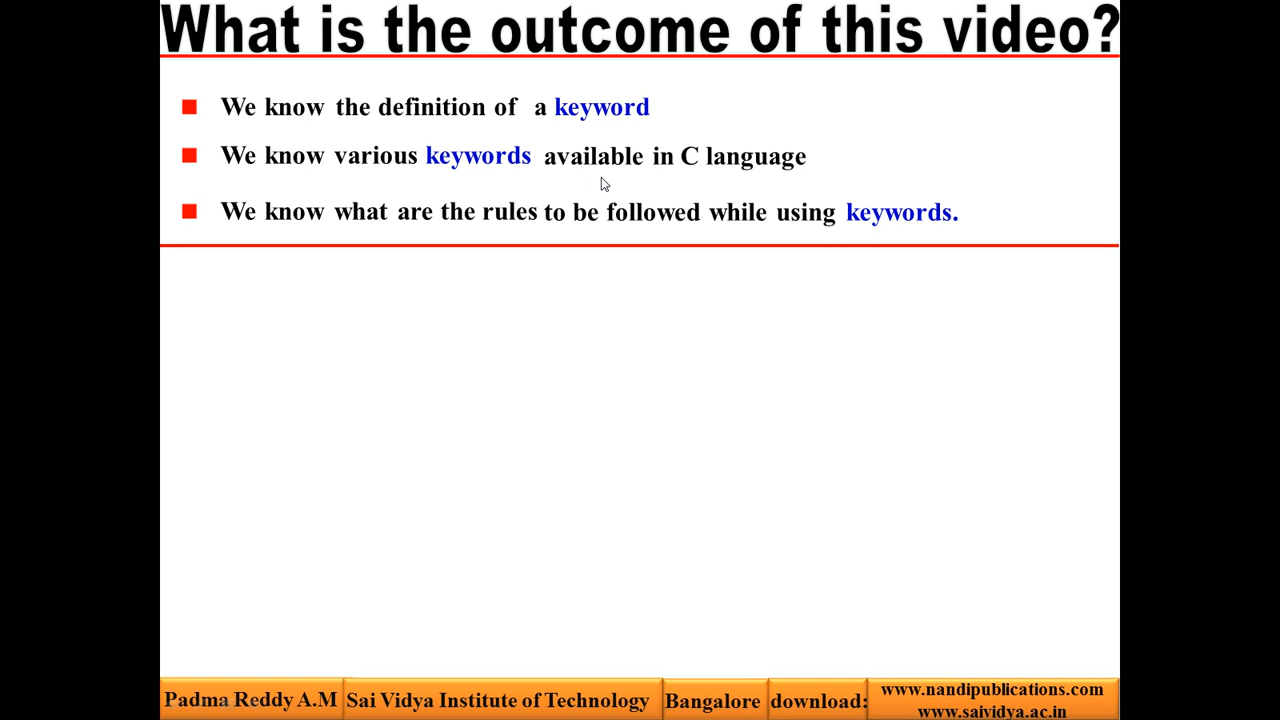 What is the outcome of this video?
We know the definition of a keyword
We know various keywords available in C language
We know what are the rules to be followed while using keywords.
Padma Reddy A.M Sai Vidya Institute of Technology Bangalore download: www.nandipublications.com
www.saividya.ac.in